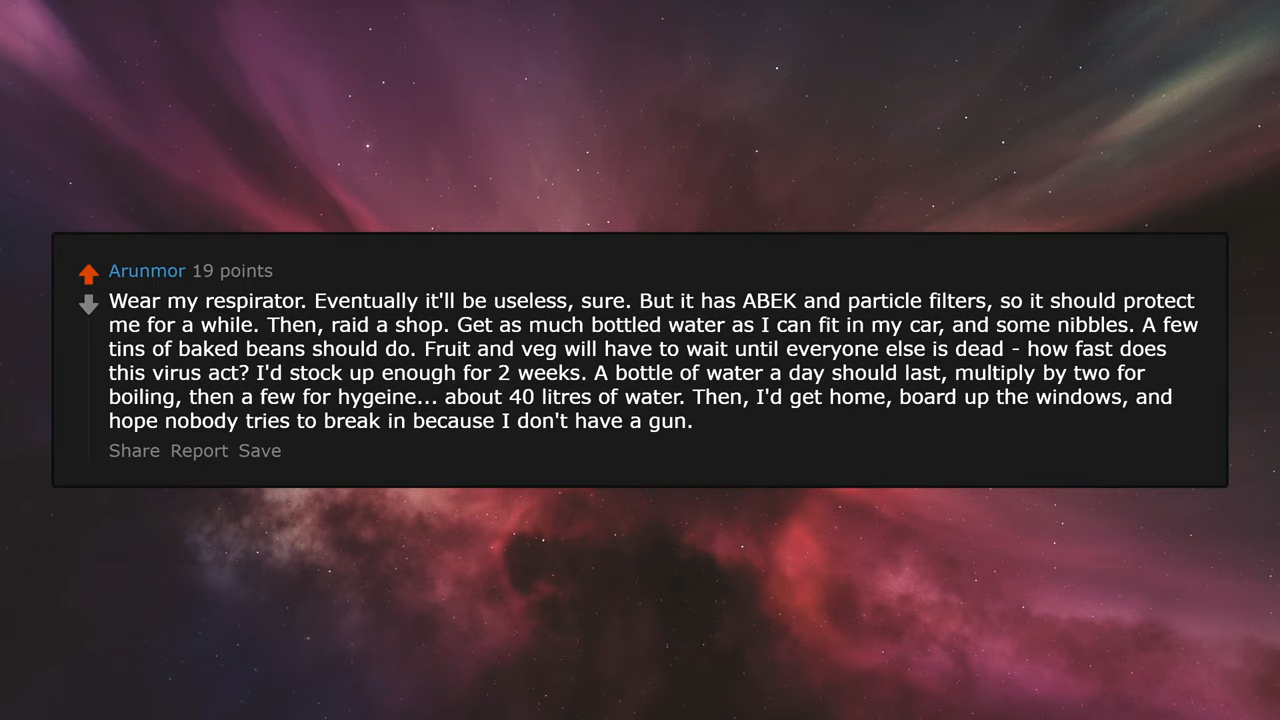 Arunmor 19 points
Wear my respirator. Eventually it'll be useless, sure. But it has ABEK and particle filters, so it should protect
me for a while. Then, raid a shop. Get as much bottled water as I can fit in my car, and some nibbles. A few
tins of baked beans should do. Fruit and veg will have to wait until everyone else is dead - how fast does
this virus act? I'd stock up enough for 2 weeks. A bottle of water a day should last, multiply by two for
boiling, then a few for hygeine... about 40 litres of water. Then, I'd get home, board up the windows, and
hope nobody tries to break in because I don't have a gun.
Share Report Save